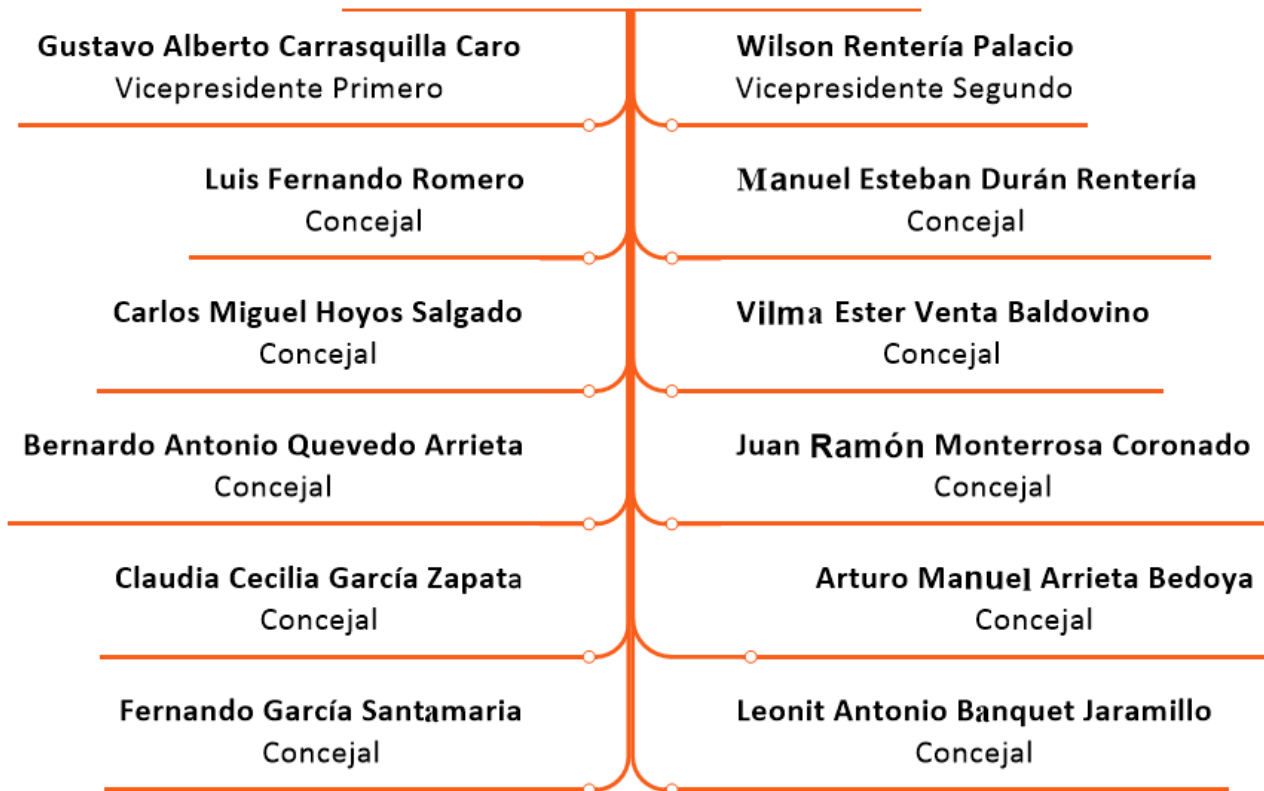 Gustavo Alberto Carrasquilla Caro
Vicepresidente Primero
Wilson Rentería Palacio
Vicepresidente Segundo
Luis Fernando Romero
Concejal
Manuel Esteban Durán Rentería
Concejal
Carlos Miguel Hoyos Salgado
Concejal
Vilma Ester Venta Baldovino
Concejal
Bernardo Antonio Quevedo Arrieta
Concejal
Juan Ramón Monterrosa Coronado
Concejal
Claudia Cecilia García Zapata
Concejal
Arturo Manuel Arrieta Bedoya
Concejal
Fernando García Santamaria
Concejal
Leonit Antonio Banquet Jaramillo
Concejal